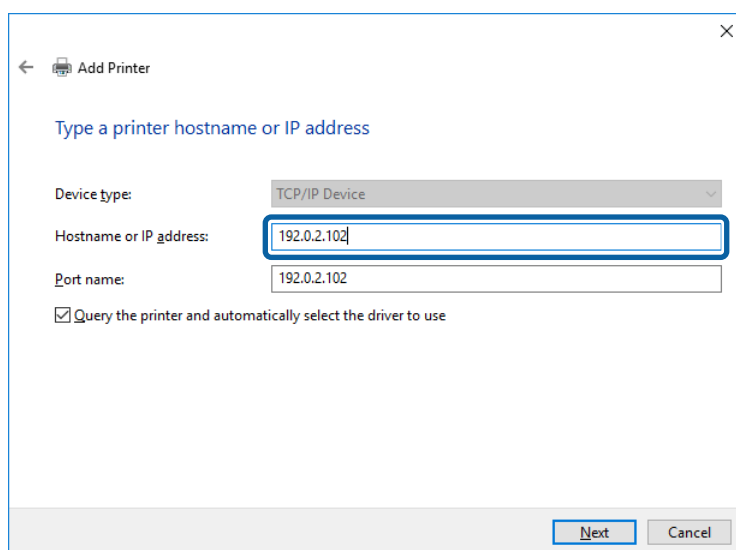 Add Printer
Type a printer hostname or IP address
Device type: TCP/IP Device
Hostname or IP address: 192.0.2.102
Port name: 192.0.2.102
Query the printer and automatically select the driver to use
Next Cancel